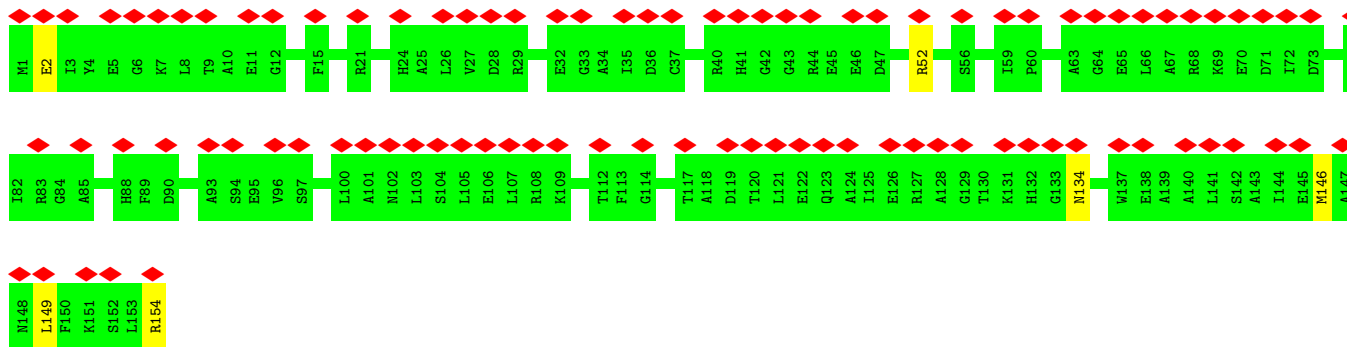 M1 E2 I3 Y4 E5 G6 K7 L8 T9 A10 E11 G12 F15 R21 H24 A25 L26 V27 D28 R29 E32 G33 A34 I35 D36 C37 R40 H41 G42 G43 R44 E45 E46 D47 R52 S56 I59 P60 A63 G64 E65 L66 A67 R68 K69 E70 D71 I72 D73
I82 R83 G84 A85 H88 F89 D90 A93 S94 E95 V96 S97 L100 A101 N102 L103 S104 L105 E106 L107 R108 K109 T112 F113 G114 T117 A118 D119 T120 L121 E122 Q123 A124 I125 E126 R127 A128 G129 T130 K131 H132 G133 N134 W137 E138 A139 A140 L141 S142 A143 I144 E145 M146 A147
N148 L149 F150 K151 S152 L153 R154